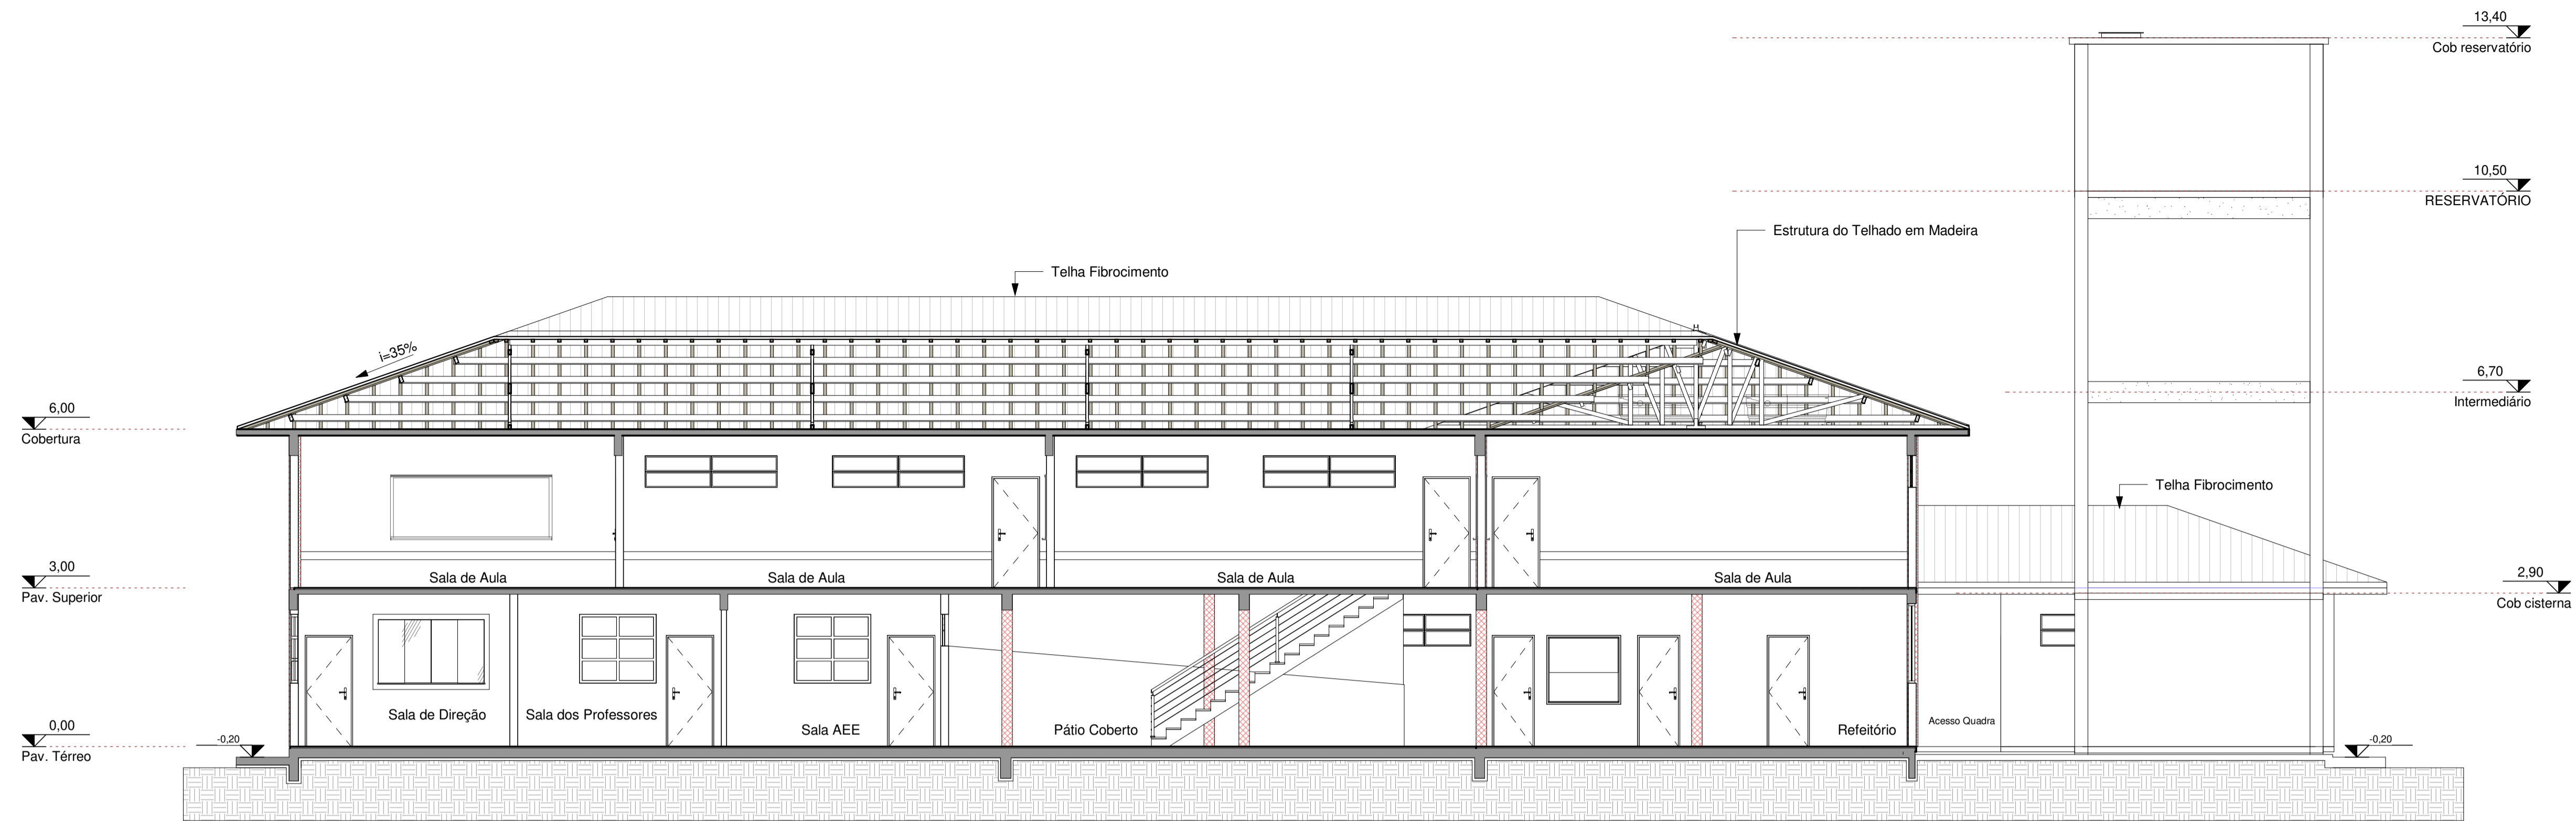 13,40
Cob reservatório
10,50
RESERVATÓRIO
Estrutura do Telhado em Madeira
Telha Fibrocimento
i=35%
6,70
Intermediário
6,00
Cobertura
Telha Fibrocimento
3,00
Pav. Superior
Sala de Aula
Sala de Aula
Sala de Aula
Sala de Aula
2,90
Cob cisterna
Sala de Direção
Sala dos Professores
Sala AEE
Pátio Coberto
Refeitório
Acesso Quadra
0,00
Pav. Térreo
-0,20
-0,20